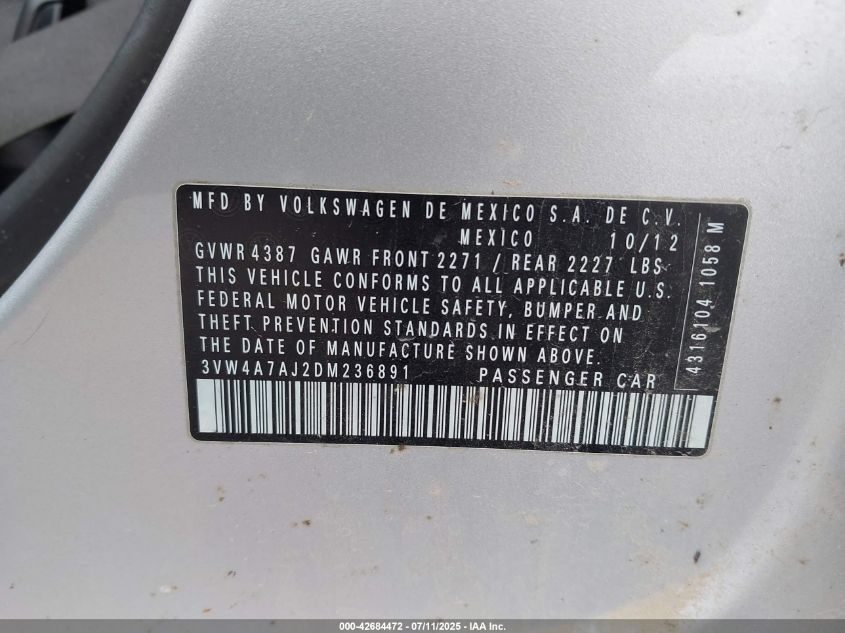 MFD BY VOLKSWAGEN DE MEXICO S.A. DE C.V.
MEXICO 10/12
GVWR 4387 GAWR FRONT 2271 / REAR 2227 LBS
THIS VEHICLE CONFORMS TO ALL APPLICABLE U.S.
FEDERAL MOTOR VEHICLE SAFETY, BUMPER AND
THEFT PREVENTION STANDARDS IN EFFECT ON
THE DATE OF MANUFACTURE SHOWN ABOVE.
3VW4A7AJ2DM236891 PASSENGER CAR
4316104 1058 M
000-42684472 - 07/11/2025 - IAA Inc.